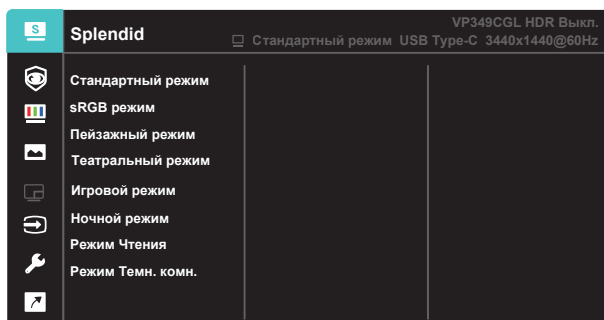 S
Splendid
VP349CGL HDR Выкл.
Стандартный режим USB Type-C 3440x1440@60Hz
Стандартный режим
sRGB режим
Пейзажный режим
Театральный режим
Игровой режим
Ночной режим
Режим Чтения
Режим Темн. комн.